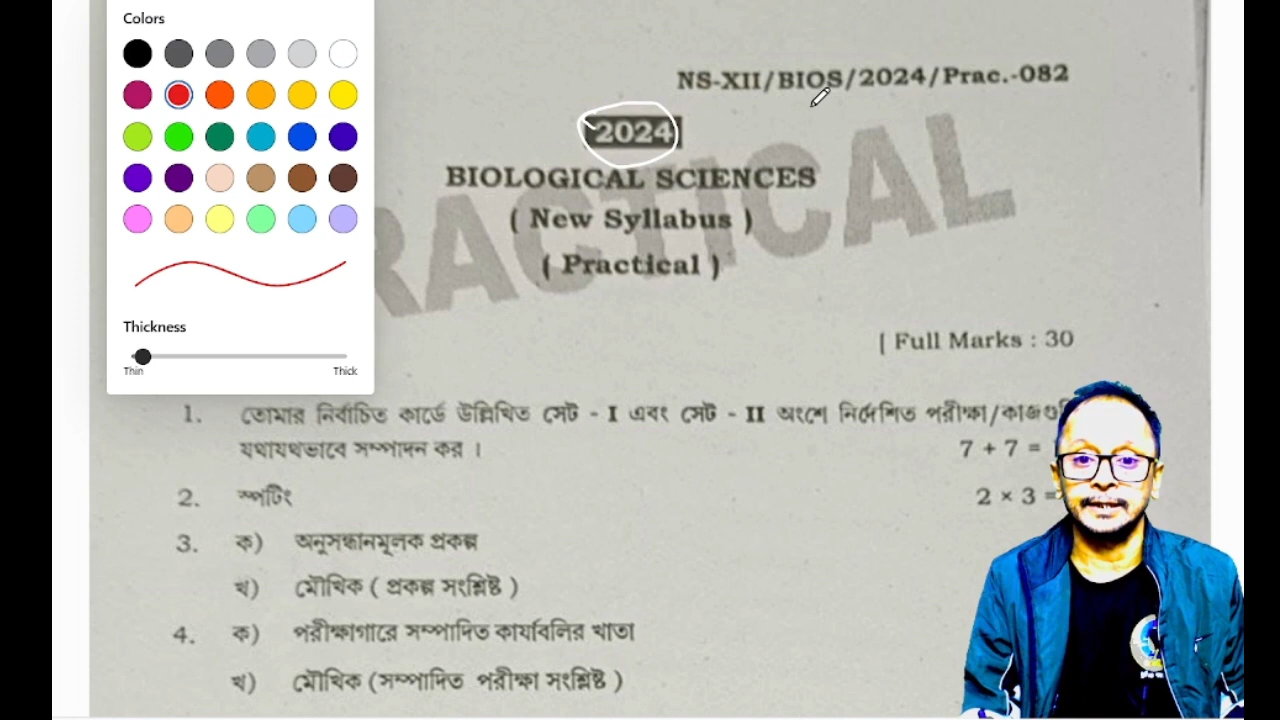 Colors
NS-XII/BIOS/2024/Prac.-082
2024
BIOLOGICAL SCIENCES
( New Syllabus )
( Practical )
PRACTICAL
Thickness
Thin Thick
[ Full Marks : 30
1. তোমার নির্বাচিত কার্ডে উল্লিখিত সেট - I এবং সেট - II অংশে নির্দেশিত পরীক্ষা/
যথাযথভাবে সম্পাদন কর । 7 + 7 =
2. স্পটিং 2 × 3 =
3. ক) অনুসন্ধানমূলক প্রকল্প
খ) মৌখিক ( প্রকল্প সংশ্লিষ্ট )
4. ক) পরীক্ষাগারে সম্পাদিত কার্যাবলির খাতা
খ) মৌখিক (সম্পাদিত পরীক্ষা সংশ্লিষ্ট )